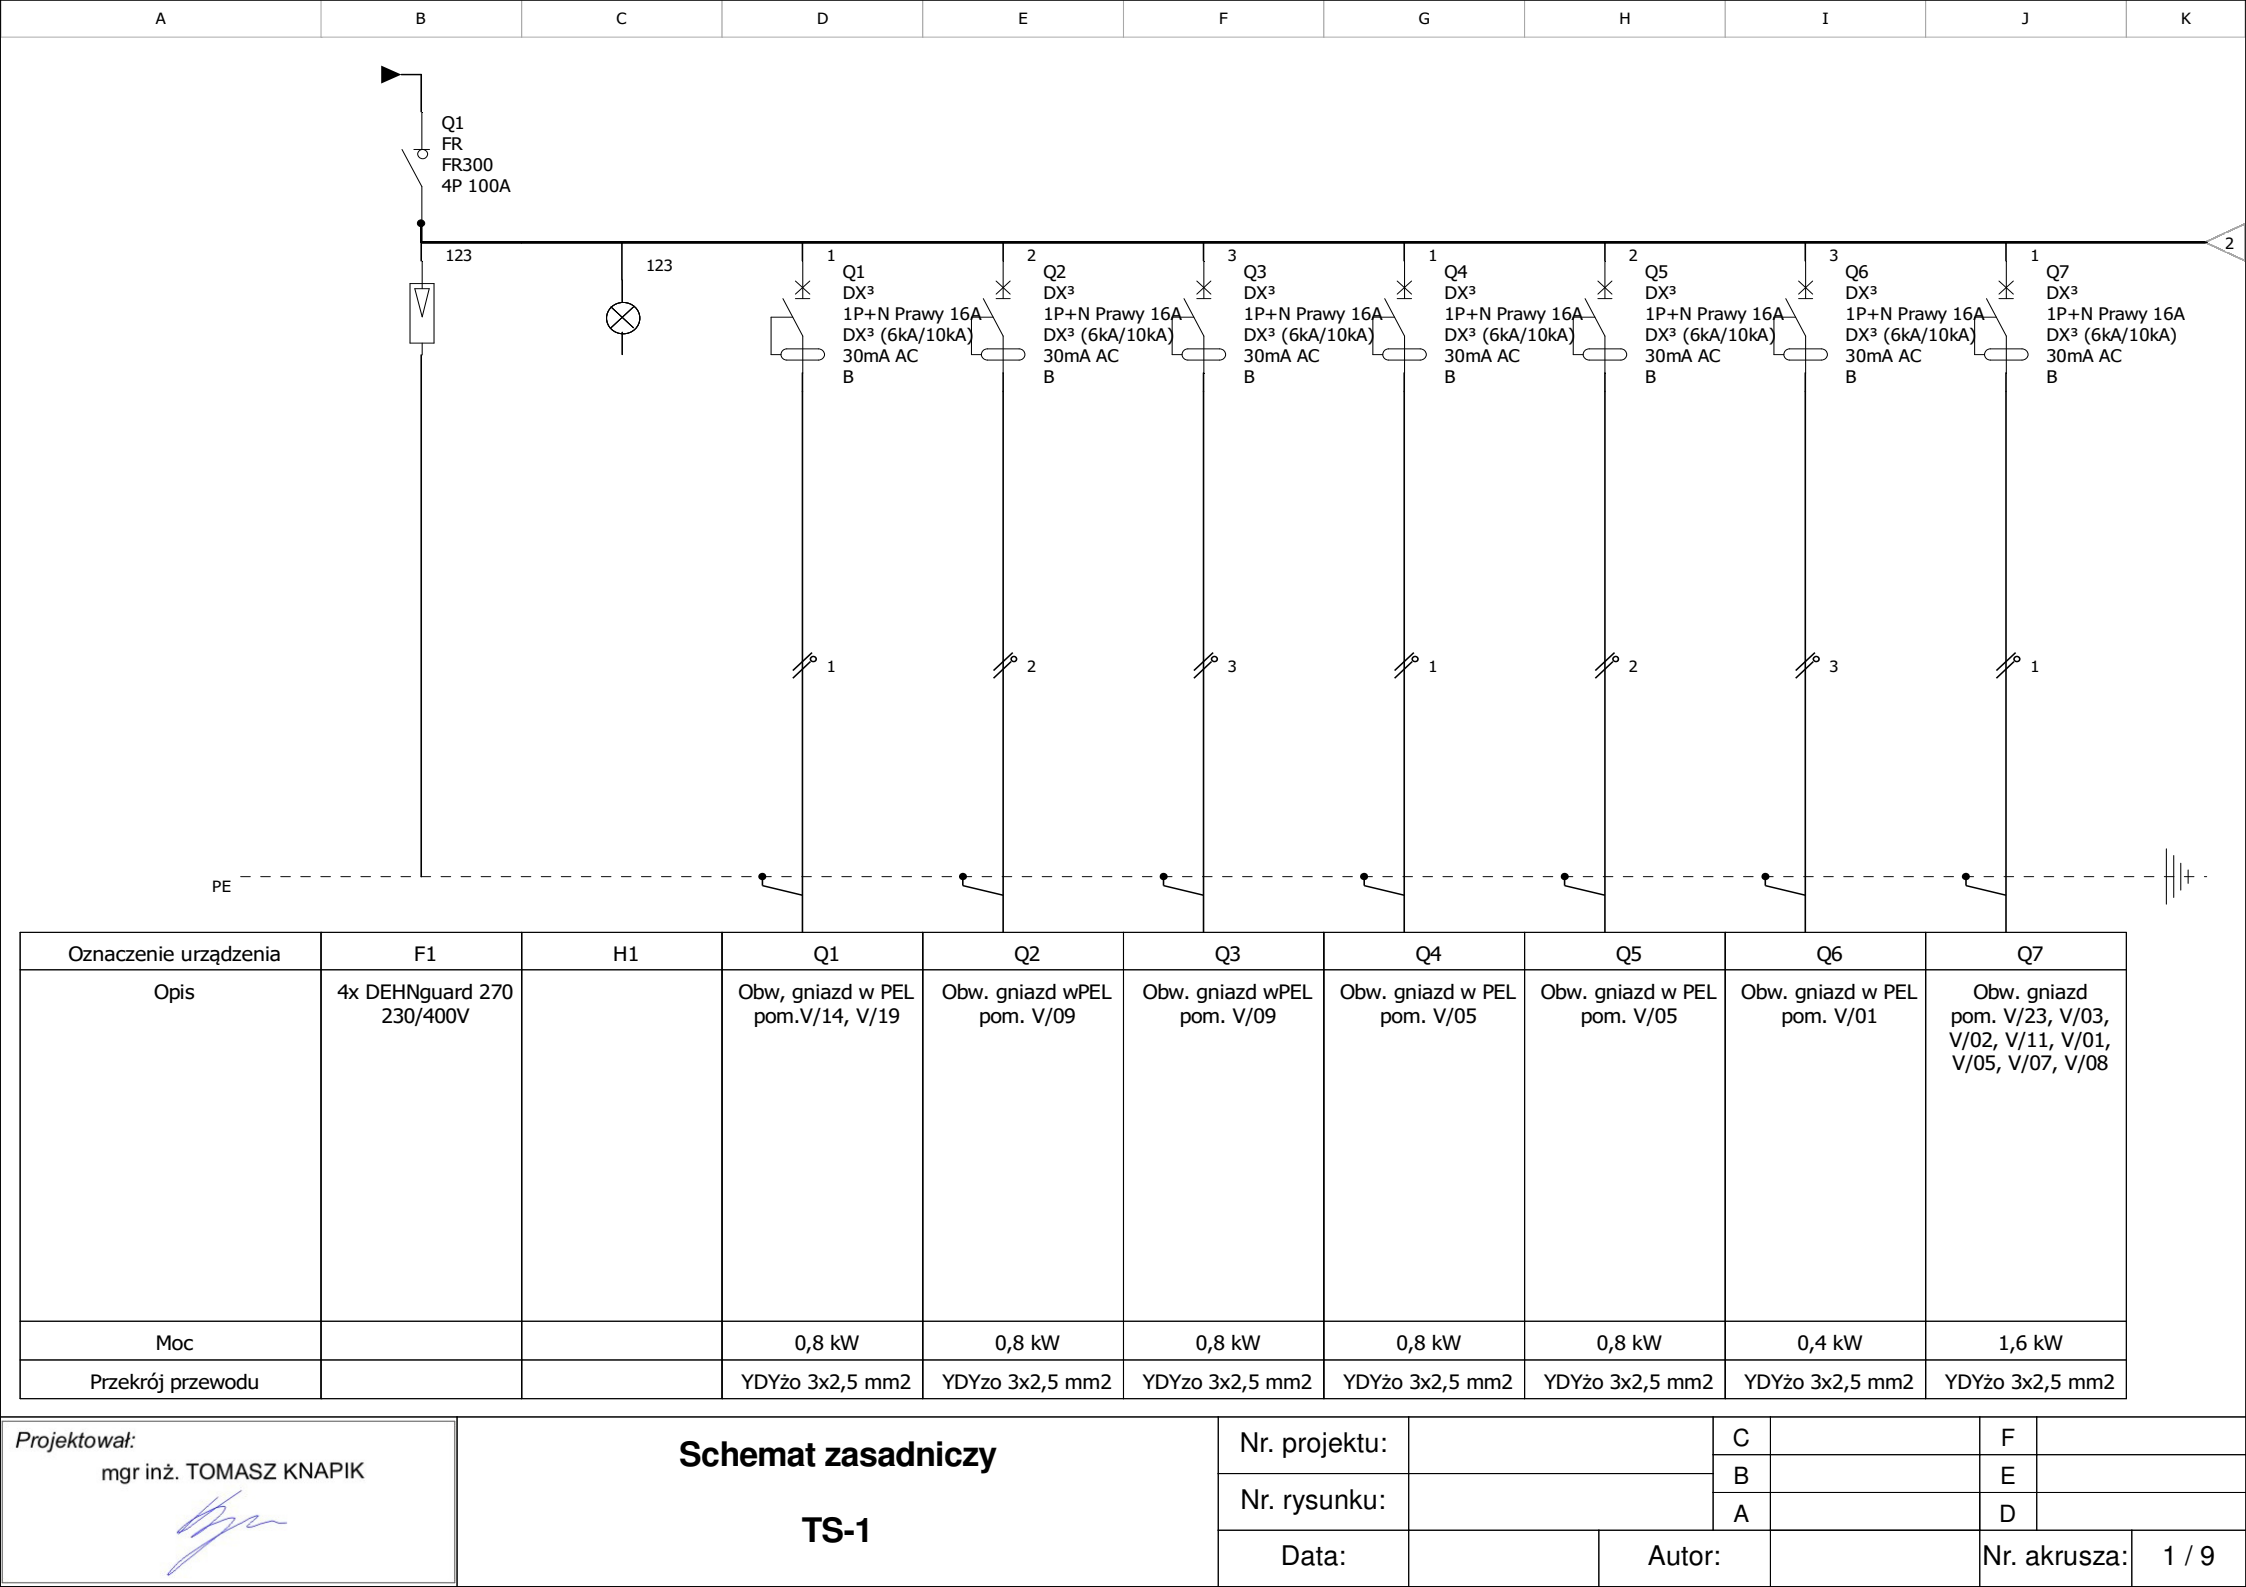 A B C D E F G H I J K
Q1
FR
FR300
4P 100A
2
123 123 1 2 3 1 2 3 1
Q1
DX³
1P+N Prawy 16A
DX³ (6kA/10kA)
30mA AC
B
Q2
DX³
1P+N Prawy 16A
DX³ (6kA/10kA)
30mA AC
B
Q3
DX³
1P+N Prawy 16A
DX³ (6kA/10kA)
30mA AC
B
Q4
DX³
1P+N Prawy 16A
DX³ (6kA/10kA)
30mA AC
B
Q5
DX³
1P+N Prawy 16A
DX³ (6kA/10kA)
30mA AC
B
Q6
DX³
1P+N Prawy 16A
DX³ (6kA/10kA)
30mA AC
B
Q7
DX³
1P+N Prawy 16A
DX³ (6kA/10kA)
30mA AC
B
1 2 3 1 2 3 1
PE
Oznaczenie urządzenia F1 H1 Q1 Q2 Q3 Q4 Q5 Q6 Q7
Opis
4x DEHNguard 270
230/400V
Obw, gniazd w PEL
pom.V/14, V/19
Obw. gniazd wPEL
pom. V/09
Obw. gniazd wPEL
pom. V/09
Obw. gniazd w PEL
pom. V/05
Obw. gniazd w PEL
pom. V/05
Obw. gniazd w PEL
pom. V/01
Obw. gniazd
pom. V/23, V/03,
V/02, V/11, V/01,
V/05, V/07, V/08
Moc 0,8 kW 0,8 kW 0,8 kW 0,8 kW 0,8 kW 0,4 kW 1,6 kW
Przekrój przewodu YDYżo 3x2,5 mm2 YDYzo 3x2,5 mm2 YDYzo 3x2,5 mm2 YDYżo 3x2,5 mm2 YDYżo 3x2,5 mm2 YDYżo 3x2,5 mm2 YDYżo 3x2,5 mm2
Projektował:
mgr inż. TOMASZ KNAPIK
Schemat zasadniczy
TS-1
Nr. projektu:
Nr. rysunku:
C F
B E
A D
Data: Autor: Nr. akrusza: 1 / 9